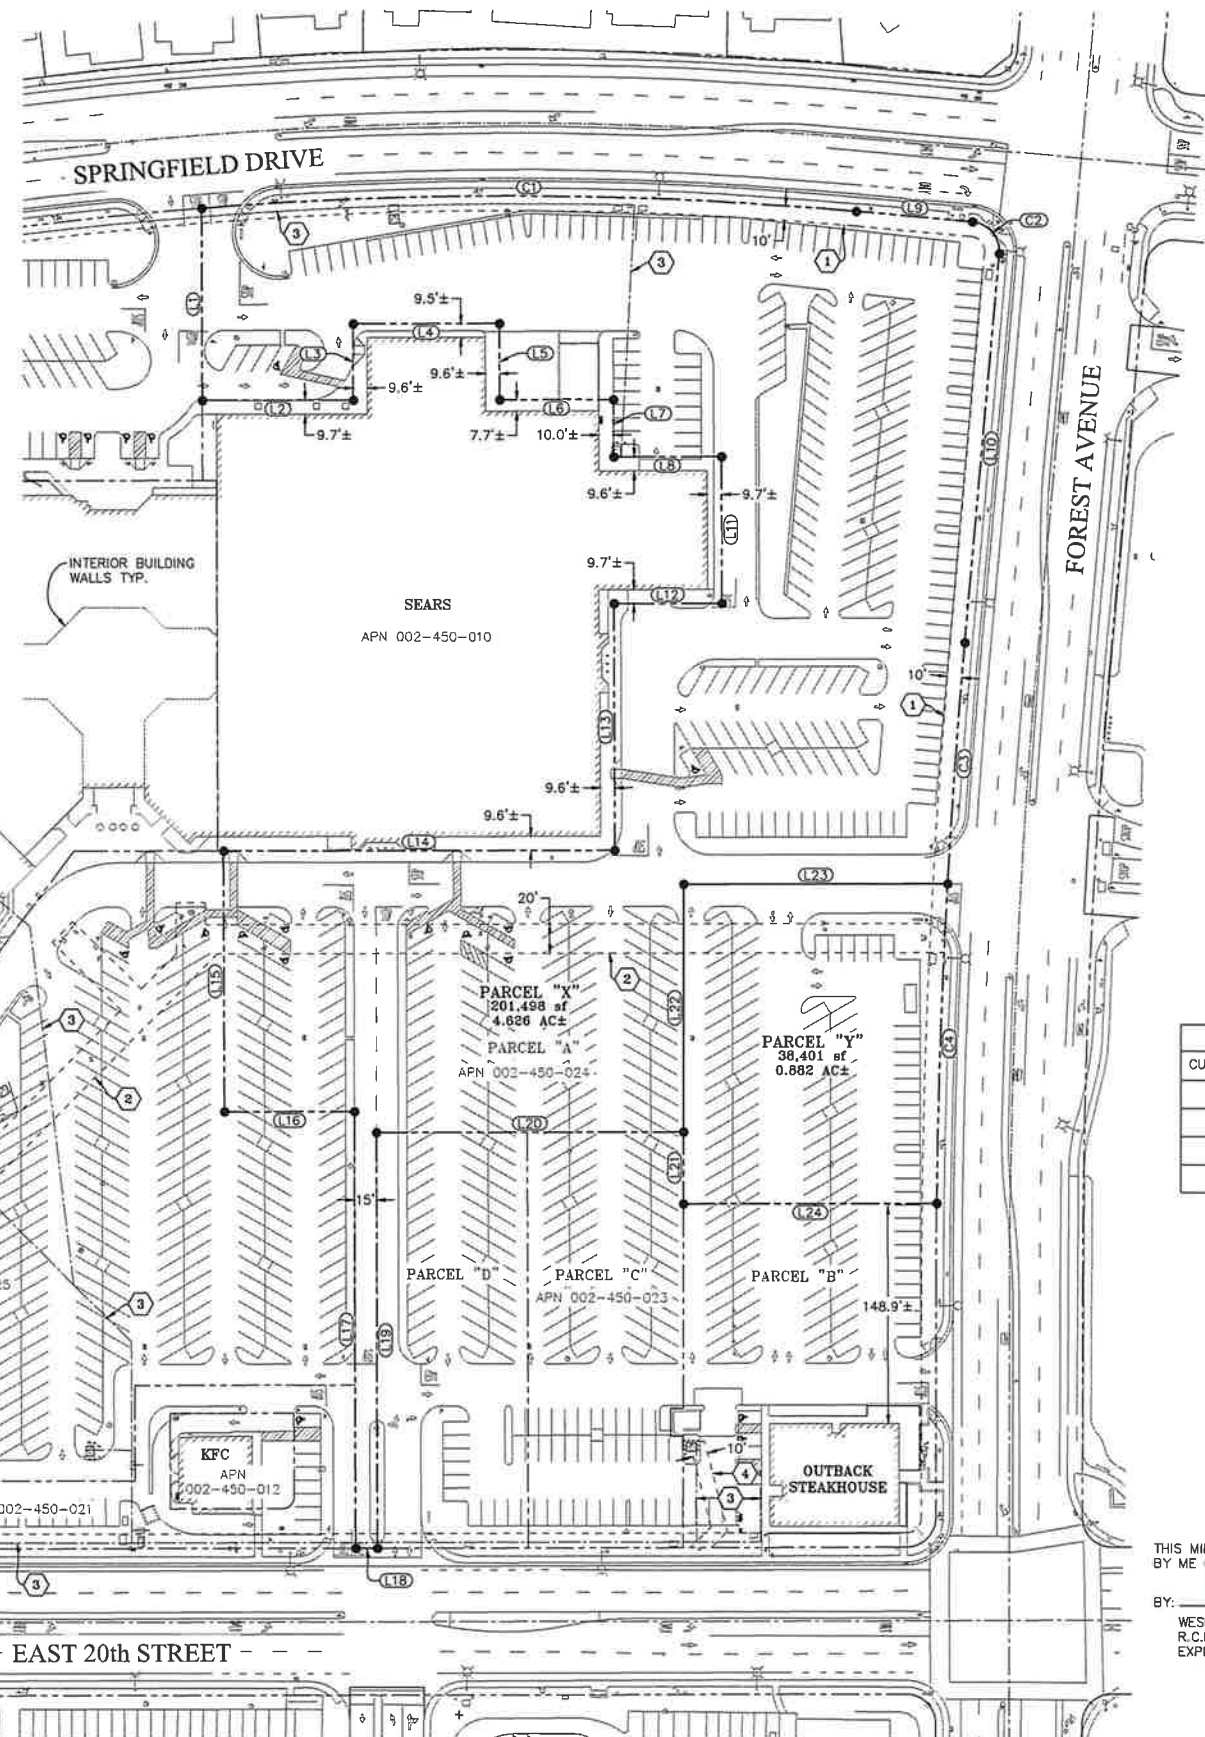 SPRINGFIELD DRIVE
C1
L9
C2
3
10'
1
3
L1
9.5'±
L4
L3
L5
9.6'±
9.6'±
L2
L6
L7
9.7'±
7.7'±
10.0'±
L8
9.6'±
9.7'±
L10
L11
FOREST AVENUE
INTERIOR BUILDING
WALLS TYP.
9.7'±
L12
SEARS
APN 002-450-010
10'
1
L13
C3
9.6'±
9.6'±
L14
L23
20'
2
L15
PARCEL "X"
201,498 sf
4.626 AC±
PARCEL "A"
APN 002-450-024
L22
PARCEL "Y"
38,401 sf
0.882 AC±
C4
3
2
L16
L20
L21
15'
L24
PARCEL "D"
PARCEL "C"
APN 002-450-023
PARCEL "B"
148.9'±
3
L17
L19
KFC
APN
002-450-012
002-450-021
10'
4
3
OUTBACK
STEAKHOUSE
3
L18
EAST 20th STREET
THIS
BY ME
BY:
R.C.